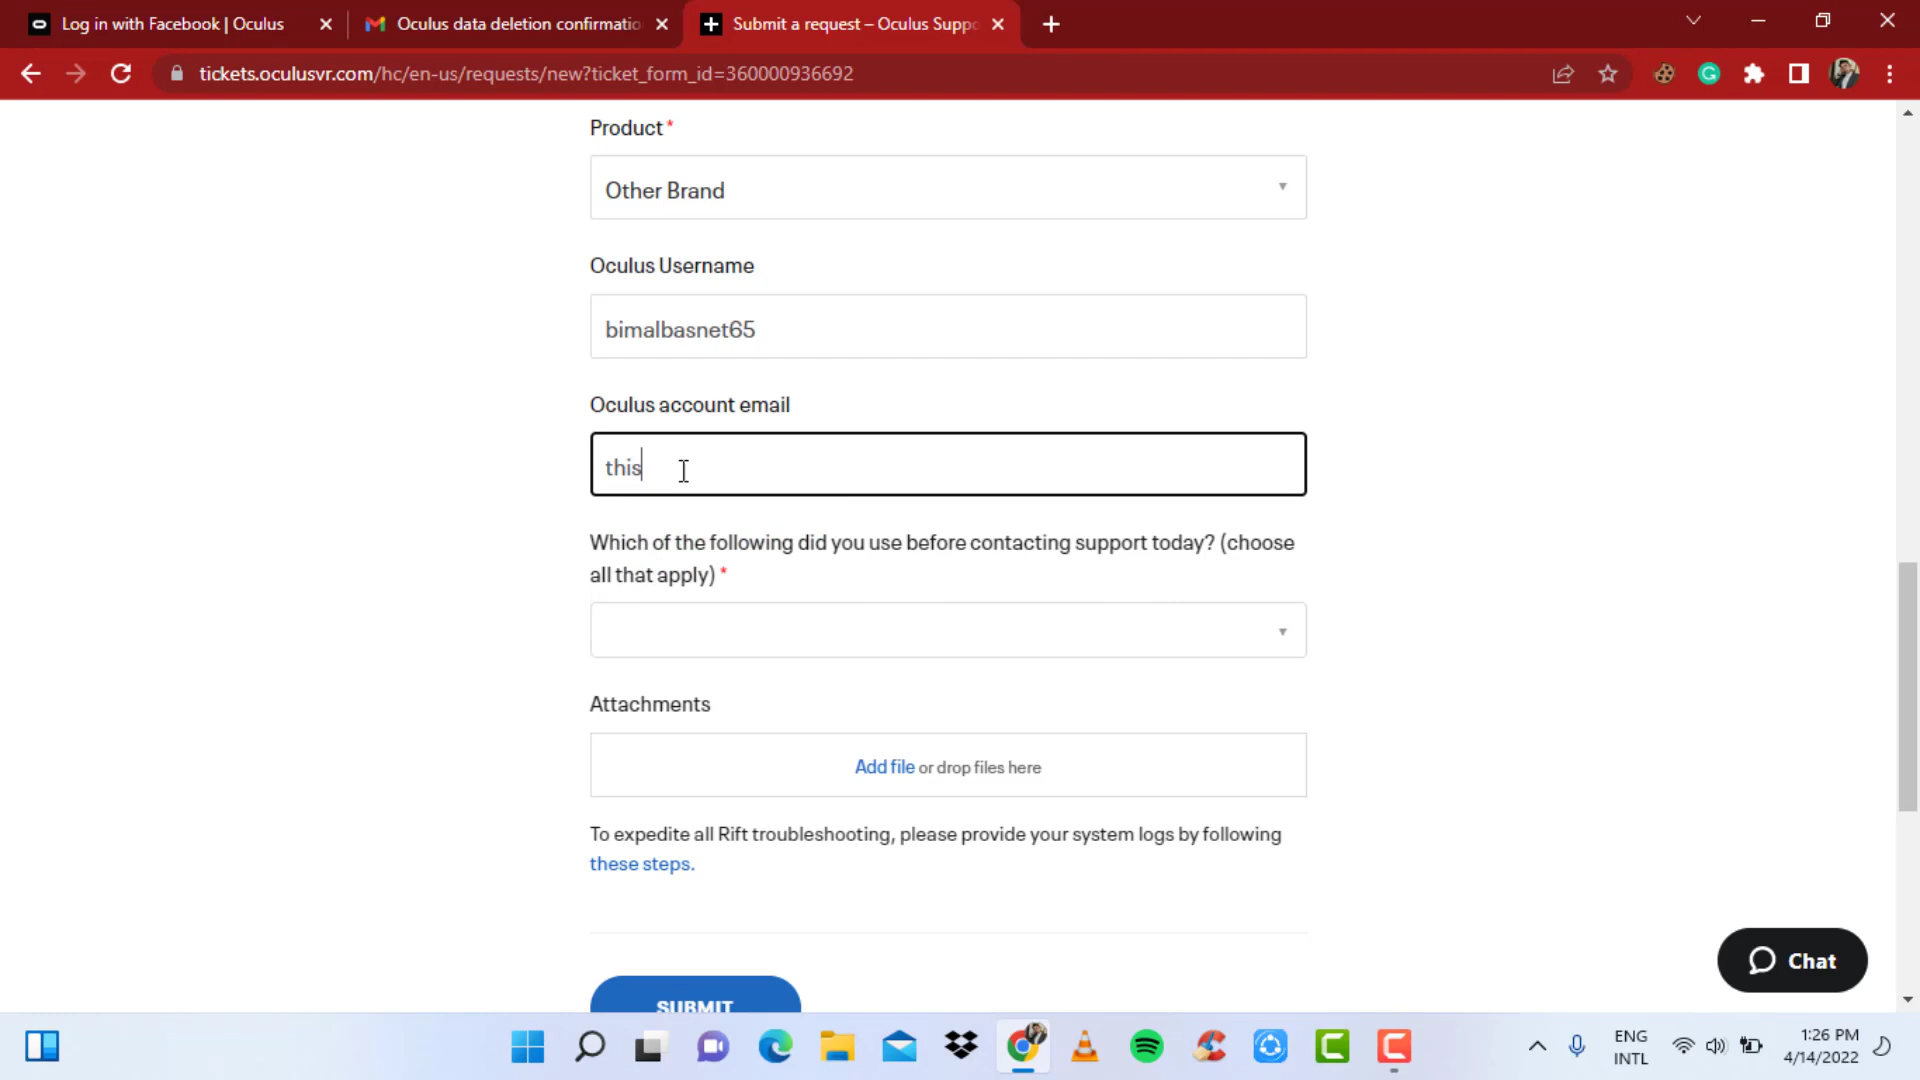 Log in with Facebook | Oculus
Oculus data deletion confirmatio
Submit a request – Oculus Suppo
tickets.oculusvr.com/hc/en-us/requests/new?ticket_form_id=360000936692
Product*
Other Brand
Oculus Username
bimalbasnet65
Oculus account email
this
Which of the following did you use before contacting support today? (choose
all that apply) *
Attachments
Add file or drop files here
To expedite all Rift troubleshooting, please provide your system logs by following
these steps.
SUBMIT
Chat
ENG
INTL
1:26 PM
4/14/2022